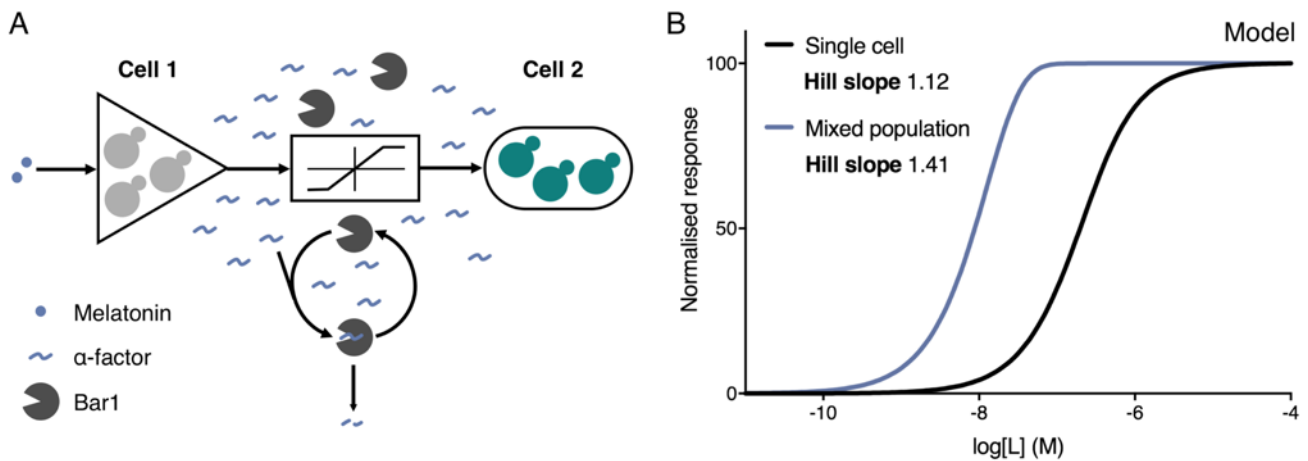 A
Cell 1
Cell 2
Melatonin
α-factor
Bar1
B
Model
Single cell
Hill slope 1.12
Mixed population
Hill slope 1.41
Normalised response
100
50
0
-10
-8
-6
-4
log[L] (M)